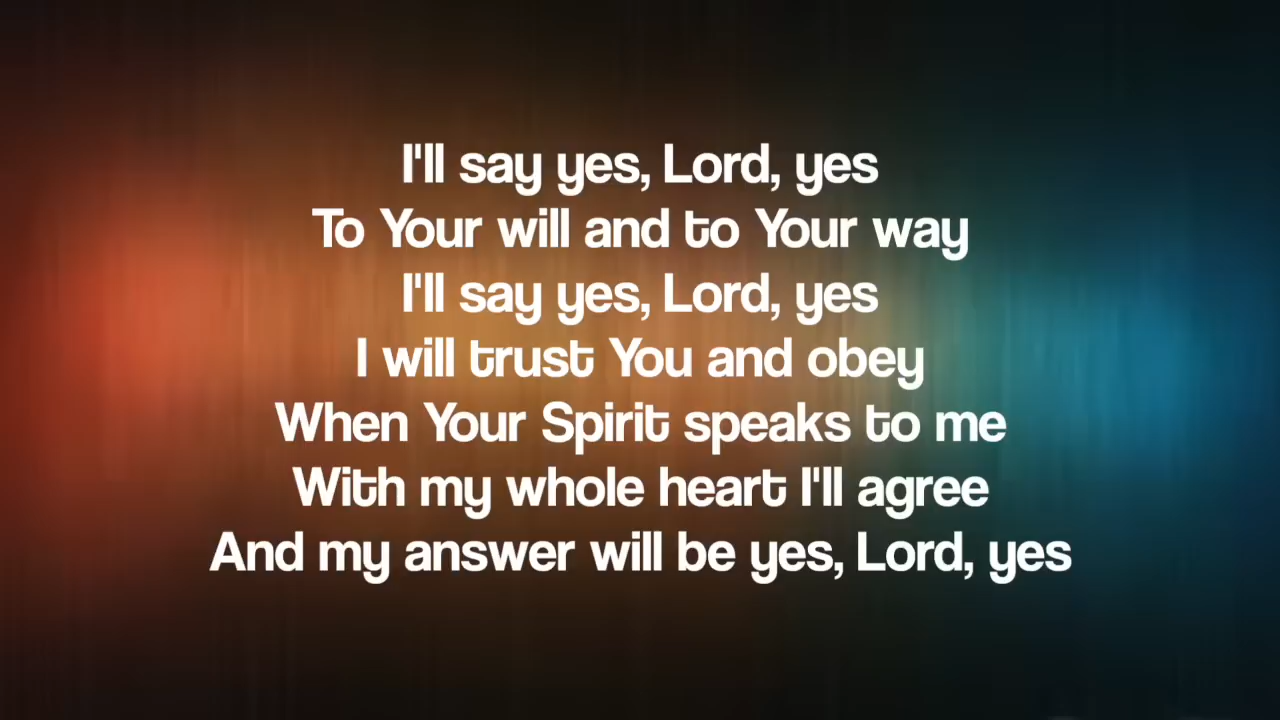 I'll say yes, Lord, yes
To Your will and to Your way
I'll say yes, Lord, yes
I will trust You and obey
When Your Spirit speaks to me
With my whole heart I'll agree
And my answer will be yes, Lord, yes